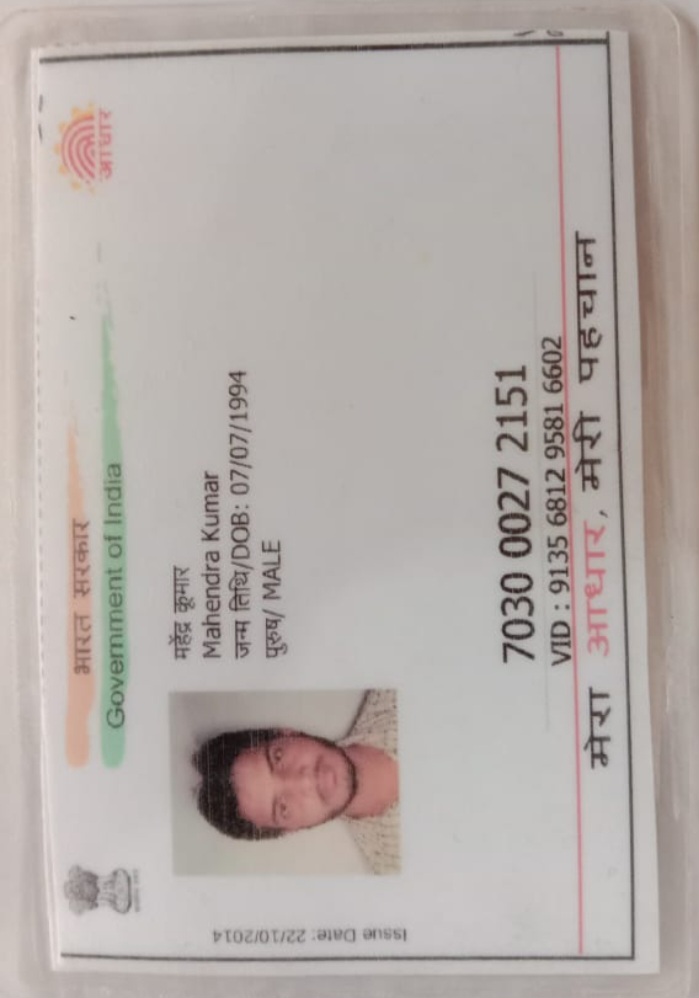 भारत सरकार
Government of India
आधार
Issue Date: 22/10/2014
महेंद्र कूमार
Mahendra Kumar
जन्म तिथि/DOB: 07/07/1994
पुरुष/ MALE
7030 0027 2151
VID : 9135 6812 9581 6602
मेरा आधार, मेरी पहचान